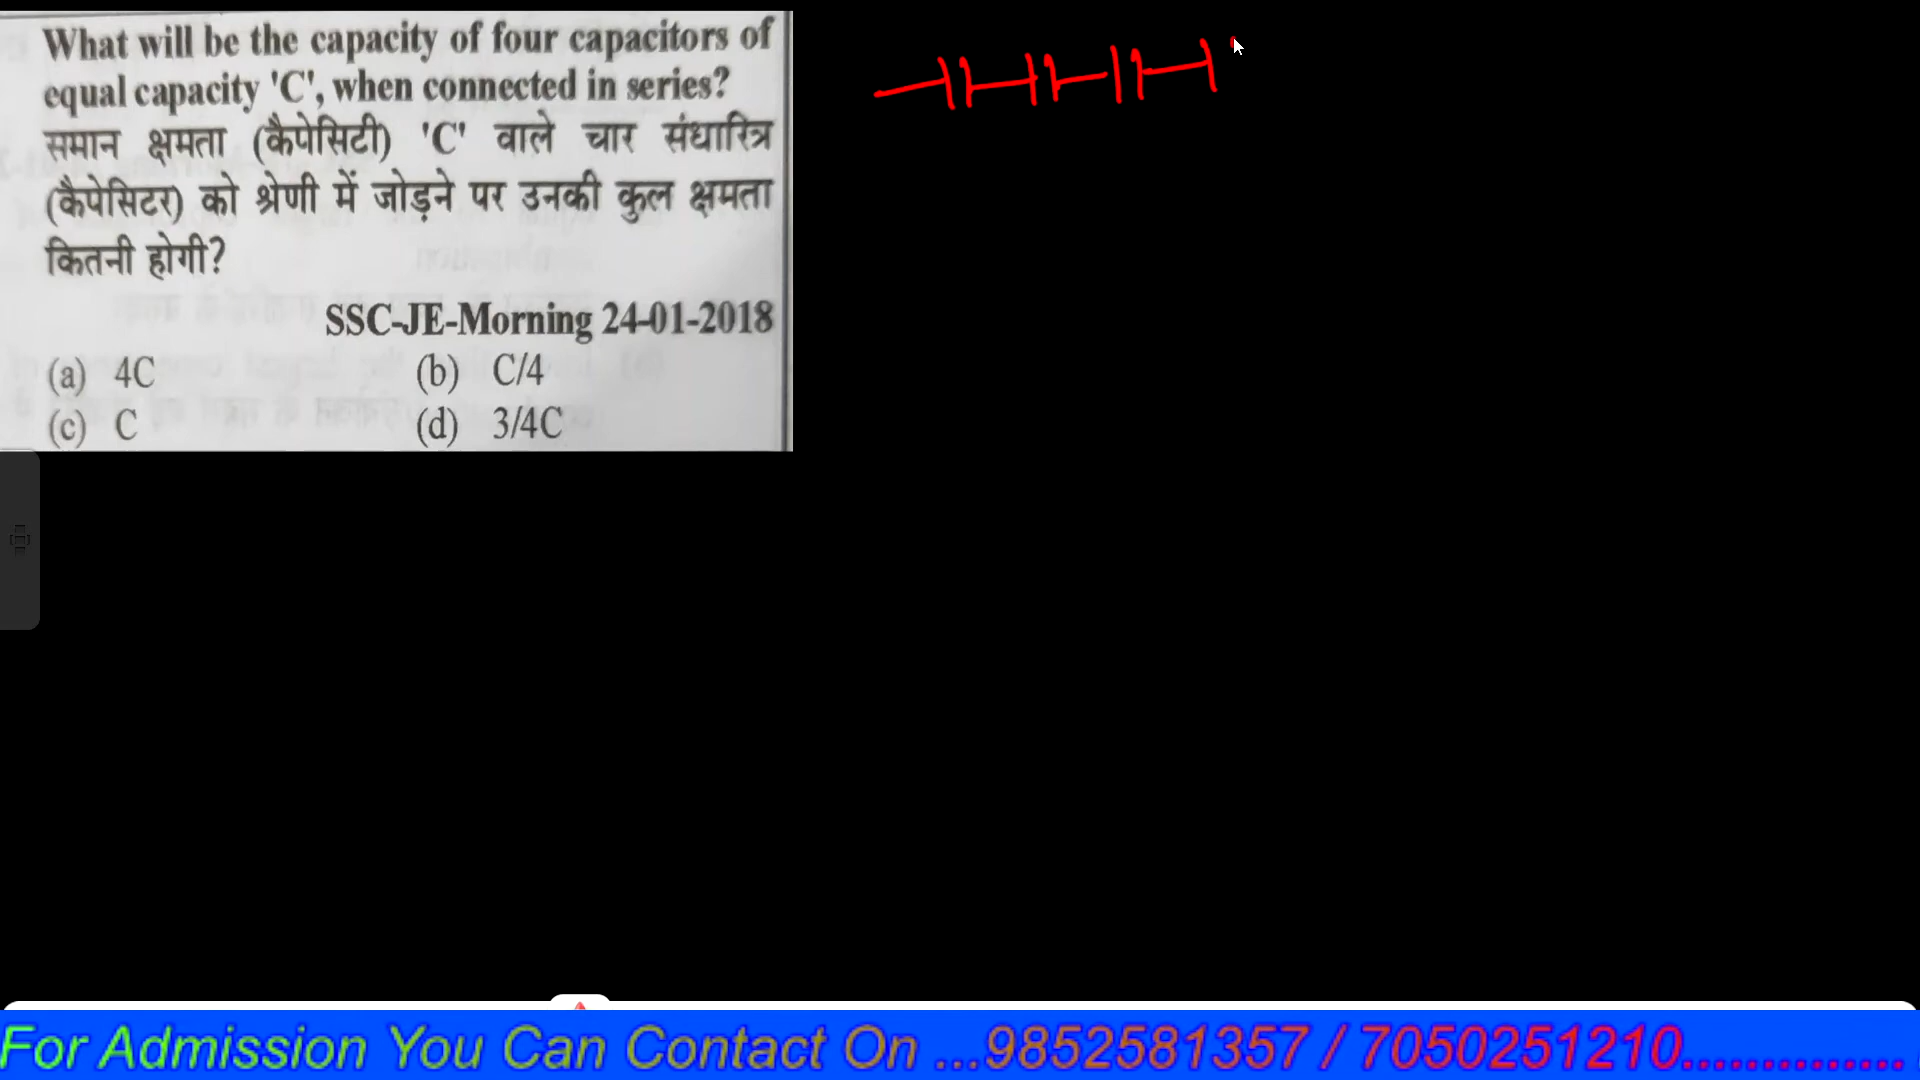 What will be the capacity of four capacitors of
equal capacity 'C', when connected in series?
समान क्षमता (कैपेसिटी) 'C' वाले चार संधारित्र
(कैपेसिटर) को श्रेणी में जोड़ने पर उनकी कुल क्षमता
कितनी होगी?
SSC-JE-Morning 24-01-2018
(a) 4C (b) C/4
(c) C (d) 3/4C
For Admission You Can Contact On ...9852581357 / 7050251210..............